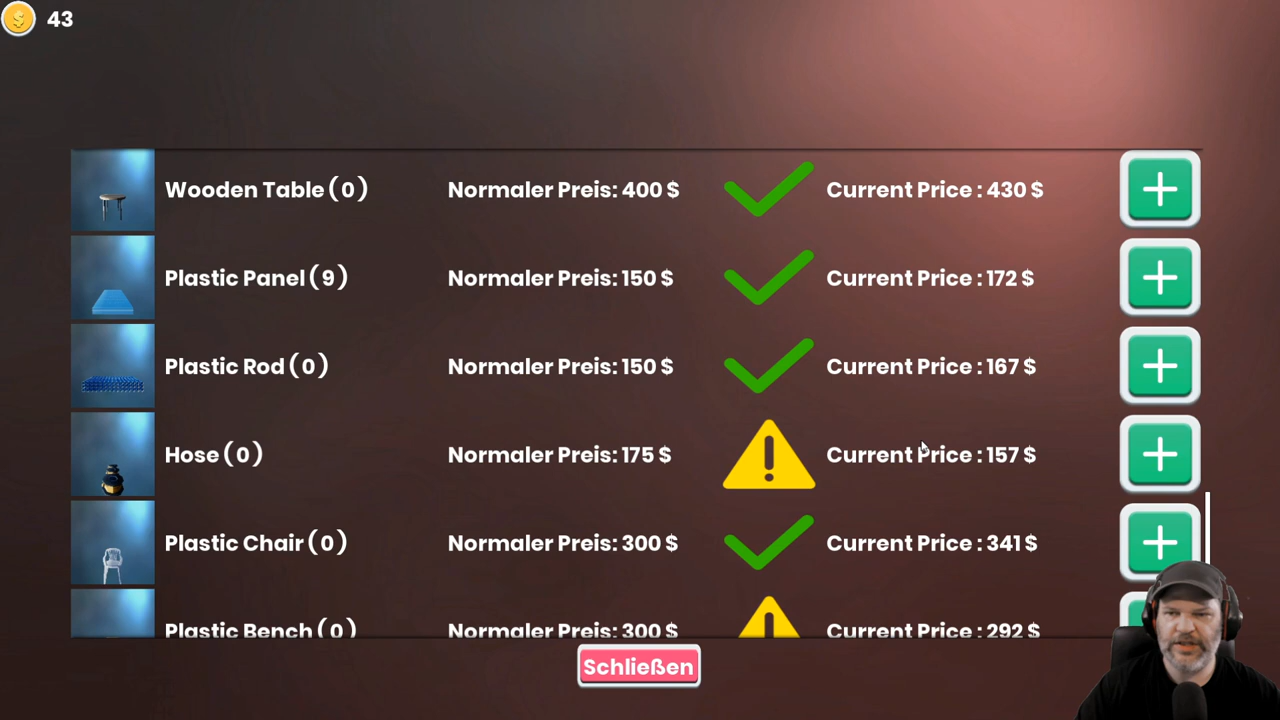 43
Wooden Table ( 0 ) Normaler Preis: 400 $ Current Price : 430 $
Plastic Panel ( 9 ) Normaler Preis: 150 $ Current Price : 172 $
Plastic Rod ( 0 ) Normaler Preis: 150 $ Current Price : 167 $
Hose ( 0 ) Normaler Preis: 175 $ Current Price : 157 $
Plastic Chair ( 0 ) Normaler Preis: 300 $ Current Price : 341 $
Plastic Bench ( 0 ) Normaler Preis: 300 $ Current Price : 292 $
Schließen